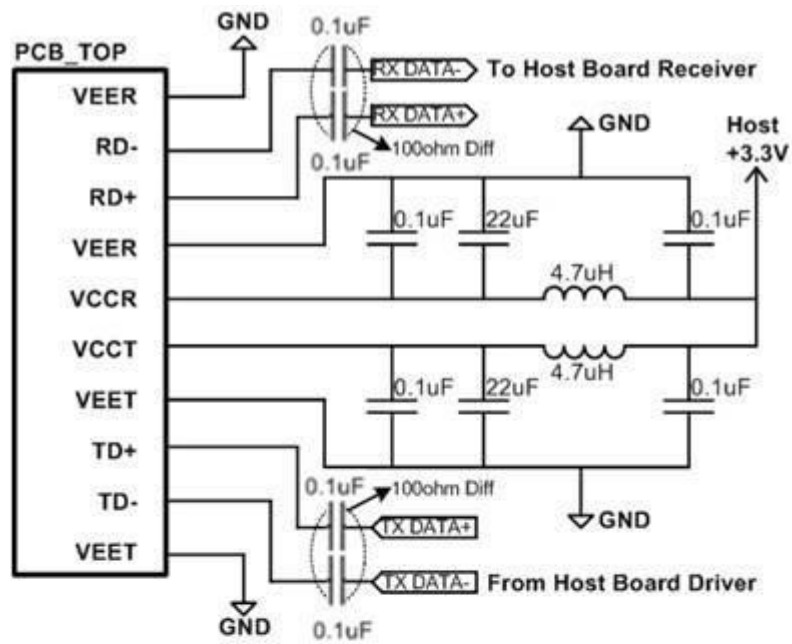 GND
0.1uF
PCB_TOP
VEER
RX DATA-
To Host Board Receiver
RX DATA+
RD-
0.1uF
100ohm Diff
GND
Host
+3.3V
RD+
VEER
0.1uF
22uF
0.1uF
4.7uH
VCCR
VCCT
4.7uH
0.1uF
22uF
0.1uF
VEET
TD+
0.1uF
100ohm Diff
TD-
TX DATA+
GND
VEET
TX DATA-
From Host Board Driver
GND
0.1uF